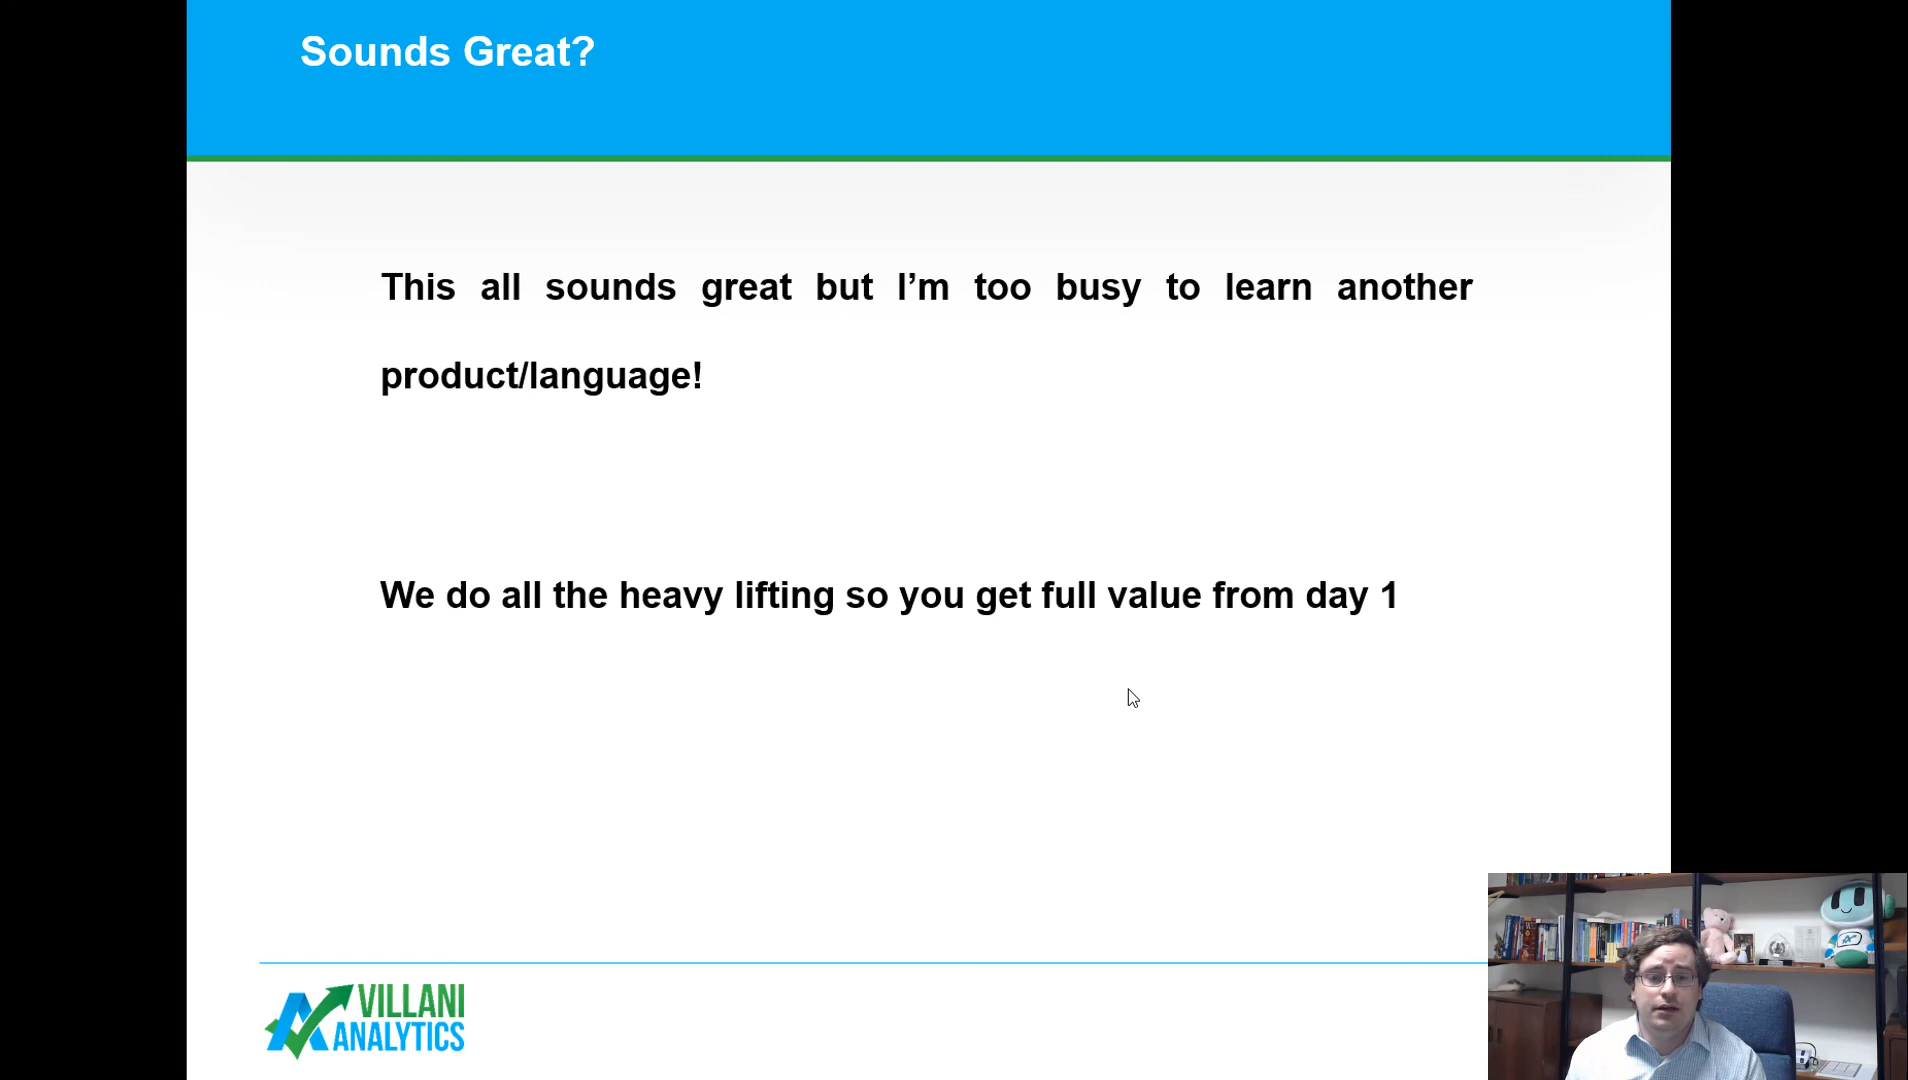 Sounds Great?
This all sounds great but I’m too busy to learn another
product/language!
We do all the heavy lifting so you get full value from day 1
VILLANI
ANALYTICS